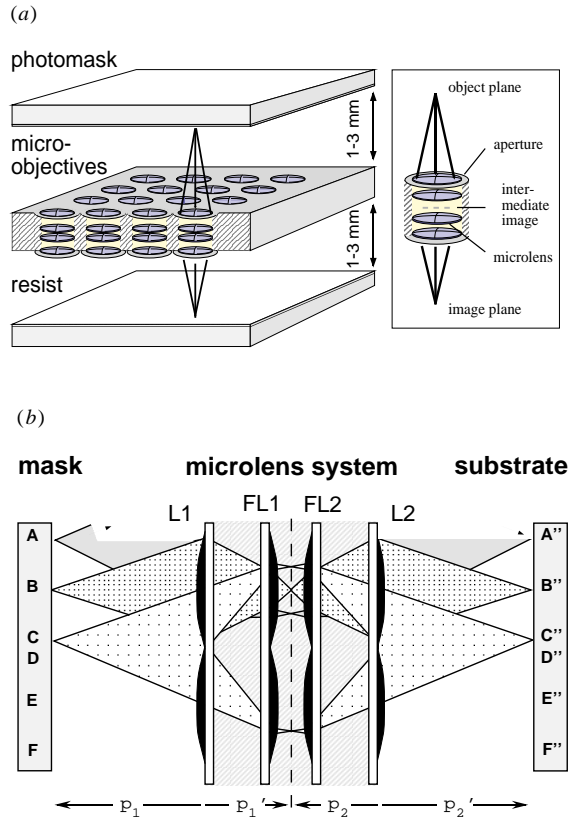 (a)
photomask
micro-
objectives
resist
1-3 mm
1-3 mm
object plane
aperture
inter-
mediate
image
microlens
image plane
(b)
mask microlens system substrate
L1 FL1 FL2 L2
A A''
B B''
C C''
D D''
E E''
F F''
p1 p1' p2 p2'